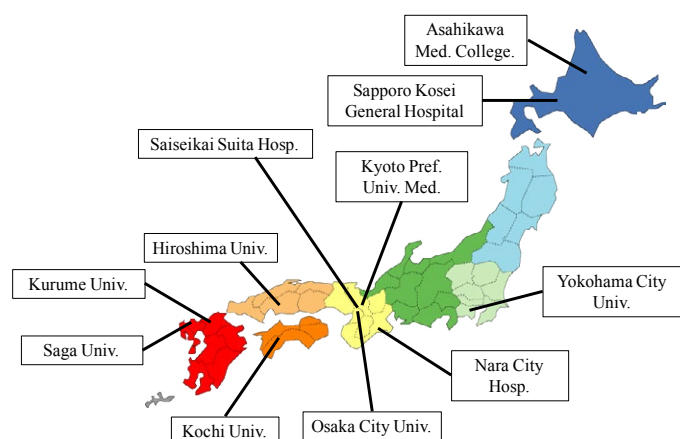 Asahikawa
Med. College.
Sapporo Kosei
General Hospital
Saiseikai Suita Hosp.
Kyoto Pref.
Univ. Med.
Hiroshima Univ.
Kurume Univ.
Yokohama City
Univ.
Saga Univ.
Nara City
Hosp.
Kochi Univ.
Osaka City Univ.